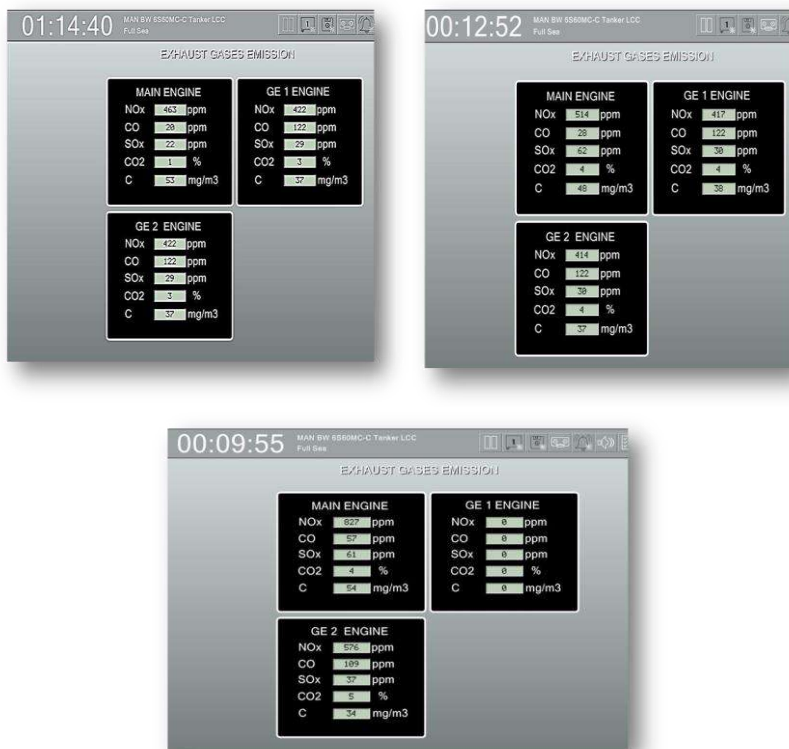 01:14:40 MAN BW 6S60MC-C Tanker LCC
Full Sea
EXHAUST GASES EMISSION
MAIN ENGINE
NOx 463 ppm
CO 20 ppm
SOx 22 ppm
CO2 1 %
C 53 mg/m3
GE 1 ENGINE
NOx 422 ppm
CO 122 ppm
SOx 29 ppm
CO2 3 %
C 37 mg/m3
GE 2 ENGINE
NOx 422 ppm
CO 122 ppm
SOx 29 ppm
CO2 3 %
C 37 mg/m3
00:12:52 MAN BW 6S60MC-C Tanker LCC
Full Sea
EXHAUST GASES EMISSION
MAIN ENGINE
NOx 514 ppm
CO 28 ppm
SOx 62 ppm
CO2 4 %
C 48 mg/m3
GE 1 ENGINE
NOx 417 ppm
CO 122 ppm
SOx 30 ppm
CO2 4 %
C 38 mg/m3
GE 2 ENGINE
NOx 414 ppm
CO 122 ppm
SOx 30 ppm
CO2 4 %
C 37 mg/m3
00:09:55 MAN BW 6S60MC-C Tanker LCC
Full Sea
EXHAUST GASES EMISSION
MAIN ENGINE
NOx 827 ppm
CO 57 ppm
SOx 61 ppm
CO2 4 %
C 54 mg/m3
GE 1 ENGINE
NOx 0 ppm
CO 0 ppm
SOx 0 ppm
CO2 0 %
C 0 mg/m3
GE 2 ENGINE
NOx 576 ppm
CO 109 ppm
SOx 37 ppm
CO2 5 %
C 34 mg/m3